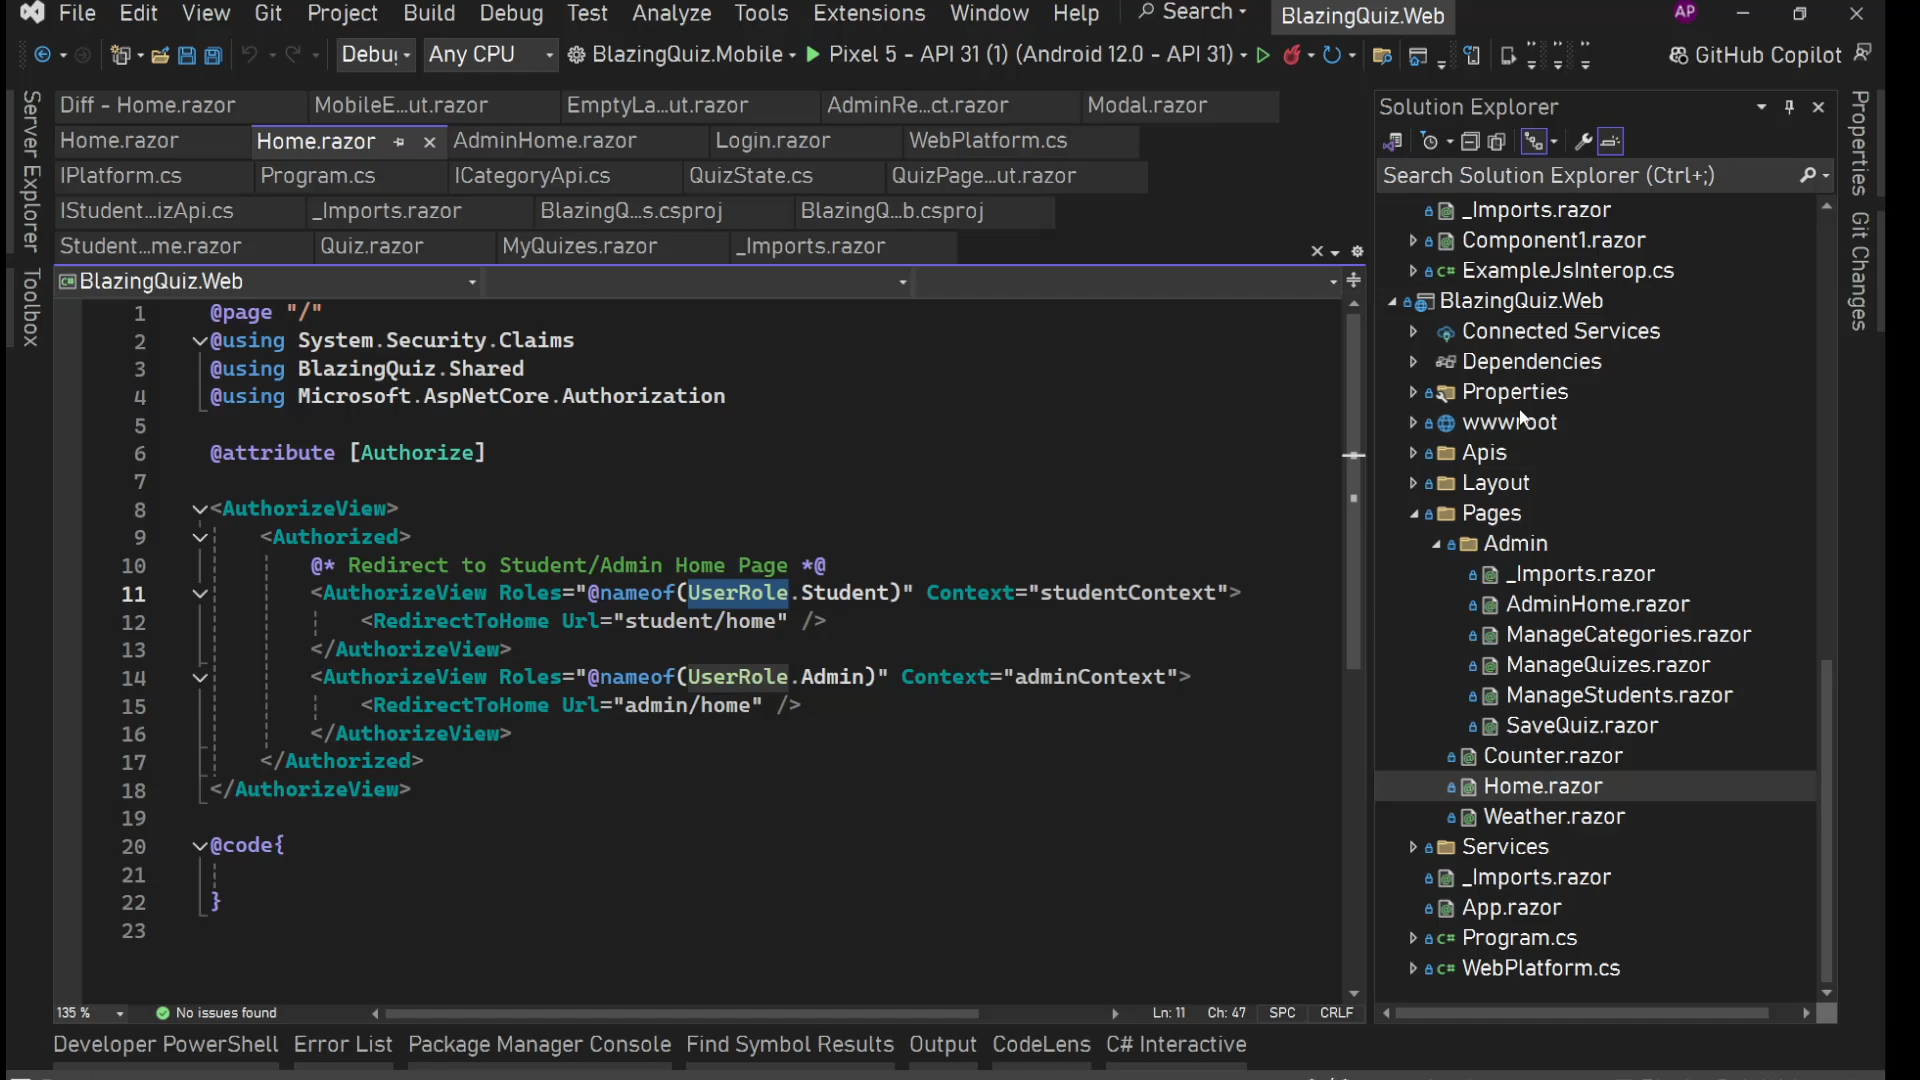 File Edit View Git Project Build Debug Test Analyze Tools Extensions Window Help Search BlazingQuiz.Web AP
Debu Any CPU BlazingQuiz.Mobile Pixel 5 - API 31 (1) (Android 12.0 - API 31) GitHub Copilot
Server Explorer
Toolbox
Diff - Home.razor MobileE...ut.razor EmptyLa...ut.razor AdminRe...ct.razor Modal.razor
Home.razor Home.razor AdminHome.razor Login.razor WebPlatform.cs
IPlatform.cs Program.cs ICategoryApi.cs QuizState.cs QuizPage...ut.razor
IStudent...izApi.cs _Imports.razor BlazingQ...s.csproj BlazingQ...b.csproj
Student...me.razor Quiz.razor MyQuizes.razor _Imports.razor
BlazingQuiz.Web
1 @page "/"
2 @using System.Security.Claims
3 @using BlazingQuiz.Shared
4 @using Microsoft.AspNetCore.Authorization
5
6 @attribute [Authorize]
7
8 <AuthorizeView>
9 <Authorized>
10 @* Redirect to Student/Admin Home Page *@
11 <AuthorizeView Roles="@nameof(UserRole.Student)" Context="studentContext">
12 <RedirectToHome Url="student/home" />
13 </AuthorizeView>
14 <AuthorizeView Roles="@nameof(UserRole.Admin)" Context="adminContext">
15 <RedirectToHome Url="admin/home" />
16 </AuthorizeView>
17 </Authorized>
18 </AuthorizeView>
19
20 @code{
21
22 }
23
135 % No issues found Ln: 11 Ch: 47 SPC CRLF
Developer PowerShell Error List Package Manager Console Find Symbol Results Output CodeLens C# Interactive
Solution Explorer
Search Solution Explorer (Ctrl+;)
_Imports.razor
Component1.razor
C# ExampleJsInterop.cs
BlazingQuiz.Web
Connected Services
Dependencies
Properties
wwwroot
Apis
Layout
Pages
Admin
_Imports.razor
AdminHome.razor
ManageCategories.razor
ManageQuizes.razor
ManageStudents.razor
SaveQuiz.razor
Counter.razor
Home.razor
Weather.razor
Services
_Imports.razor
App.razor
C# Program.cs
C# WebPlatform.cs
Properties
Git Changes